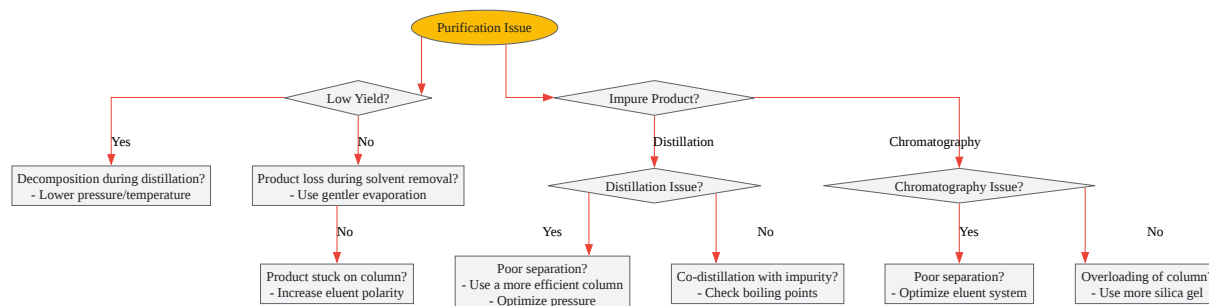 Purification Issue
Low Yield?
Impure Product?
Yes
No
Distillation
Chromatography
Decomposition during distillation?
- Lower pressure/temperature
Product loss during solvent removal?
- Use gentler evaporation
Distillation Issue?
Chromatography Issue?
No
Yes
No
Yes
No
Product stuck on column?
- Increase eluent polarity
Poor separation?
- Use a more efficient column
- Optimize pressure
Co-distillation with impurity?
- Check boiling points
Poor separation?
- Optimize eluent system
Overloading of column?
- Use more silica gel